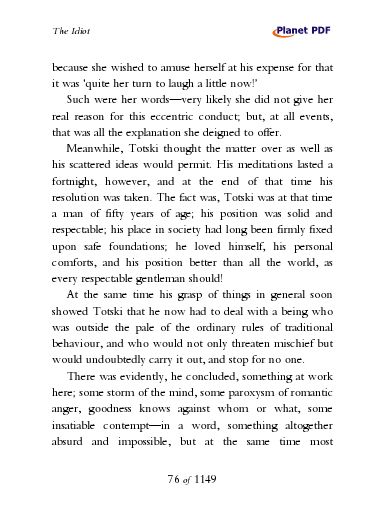 The Idiot
Planet PDF
because she wished to amuse herself at his expense for that
it was ‘quite her turn to laugh a little now!’
Such were her words—very likely she did not give her
real reason for this eccentric conduct; but, at all events,
that was all the explanation she deigned to offer.
Meanwhile, Totski thought the matter over as well as
his scattered ideas would permit. His meditations lasted a
fortnight, however, and at the end of that time his
resolution was taken. The fact was, Totski was at that time
a man of fifty years of age; his position was solid and
respectable; his place in society had long been firmly fixed
upon safe foundations; he loved himself, his personal
comforts, and his position better than all the world, as
every respectable gentleman should!
At the same time his grasp of things in general soon
showed Totski that he now had to deal with a being who
was outside the pale of the ordinary rules of traditional
behaviour, and who would not only threaten mischief but
would undoubtedly carry it out, and stop for no one.
There was evidently, he concluded, something at work
here; some storm of the mind, some paroxysm of romantic
anger, goodness knows against whom or what, some
insatiable contempt—in a word, something altogether
absurd and impossible, but at the same time most
76 of 1149